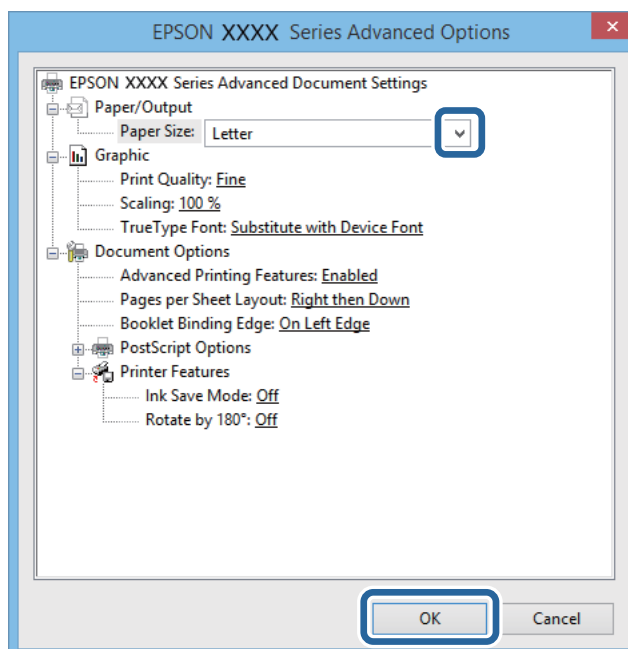 EPSON XXXX Series Advanced Options
EPSON XXXX Series Advanced Document Settings
Paper/Output
Paper Size: Letter
Graphic
Print Quality: Fine
Scaling: 100 %
TrueType Font: Substitute with Device Font
Document Options
Advanced Printing Features: Enabled
Pages per Sheet Layout: Right then Down
Booklet Binding Edge: On Left Edge
PostScript Options
Printer Features
Ink Save Mode: Off
Rotate by 180°: Off
OK Cancel